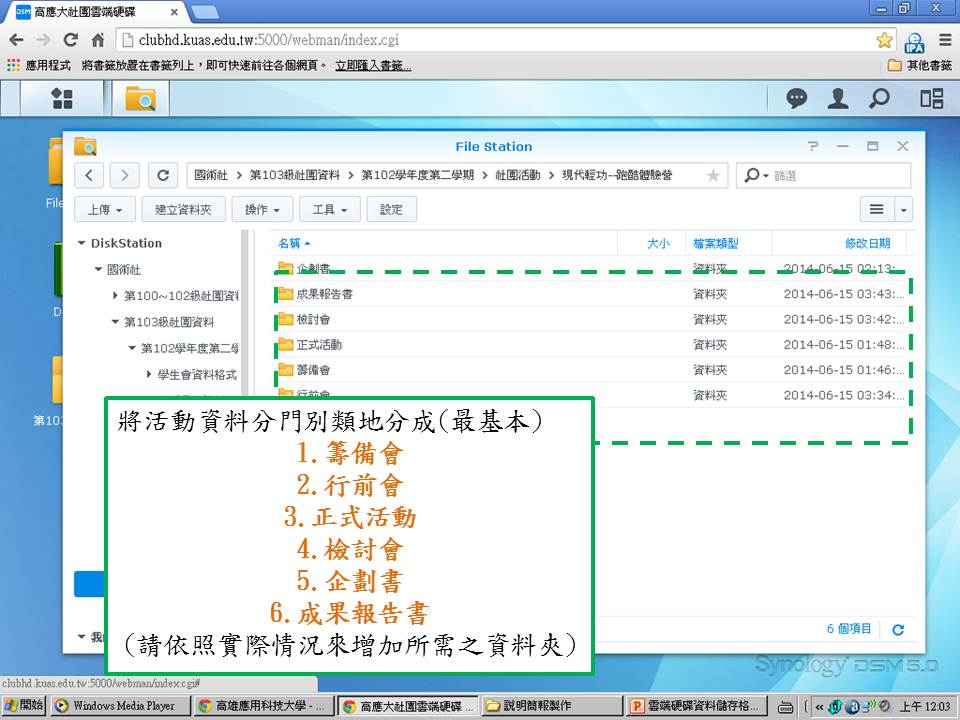 高應大社團雲端硬碟
clubhd.kuas.edu.tw:5000/webman/index.cgi
應用程式 將書籤放置在書籤列上，即可快速前往各個網頁。 立即匯入書籤... 其他書籤
File Station
國術社 › 第103級社團資料 › 第102學年度第二學期 › 社團活動 › 現代輕功--跑酷體驗營 篩選
上傳 建立資料夾 操作 工具 設定
DiskStation
國術社
第100~102級社團資料
第103級社團資料
第102學年度第二學
學生會資料格式
名稱 大小 檔案類型 修改日期
企劃書 資料夾 2014-06-15 02:13:...
成果報告書 資料夾 2014-06-15 03:43:...
檢討會 資料夾 2014-06-15 03:42:...
正式活動 資料夾 2014-06-15 01:48:...
籌備會 資料夾 2014-06-15 01:46:...
行前會 資料夾 2014-06-15 03:34:...
File
D
第103
將活動資料分門別類地分成(最基本)
1.籌備會
2.行前會
3.正式活動
4.檢討會
5.企劃書
6.成果報告書
(請依照實際情況來增加所需之資料夾)
6 個項目
Synology DSM 5.0
clubhd.kuas.edu.tw:5000/webman/index.cgi#
開始 Windows Media Player 高雄應用科技大學 - ... 高應大社團雲端硬碟 ... 說明簡報製作 雲端硬碟資料儲存格... 上午 12:03